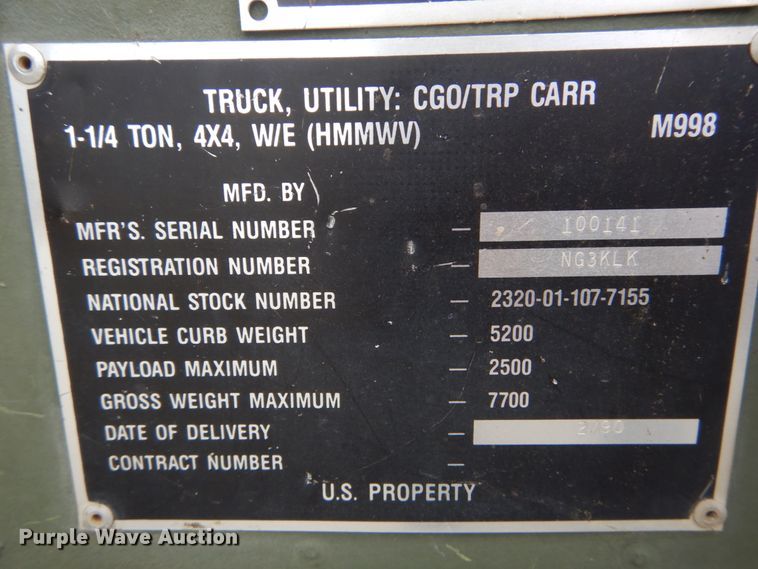 TRUCK, UTILITY: CGO/TRP CARR
1-1/4 TON, 4X4, W/E (HMMWV) M998
MFD. BY
MFR'S. SERIAL NUMBER — 100141
REGISTRATION NUMBER — NG3KLK
NATIONAL STOCK NUMBER — 2320-01-107-7155
VEHICLE CURB WEIGHT — 5200
PAYLOAD MAXIMUM — 2500
GROSS WEIGHT MAXIMUM — 7700
DATE OF DELIVERY —
CONTRACT NUMBER —
U.S. PROPERTY
Purple Wave Auction